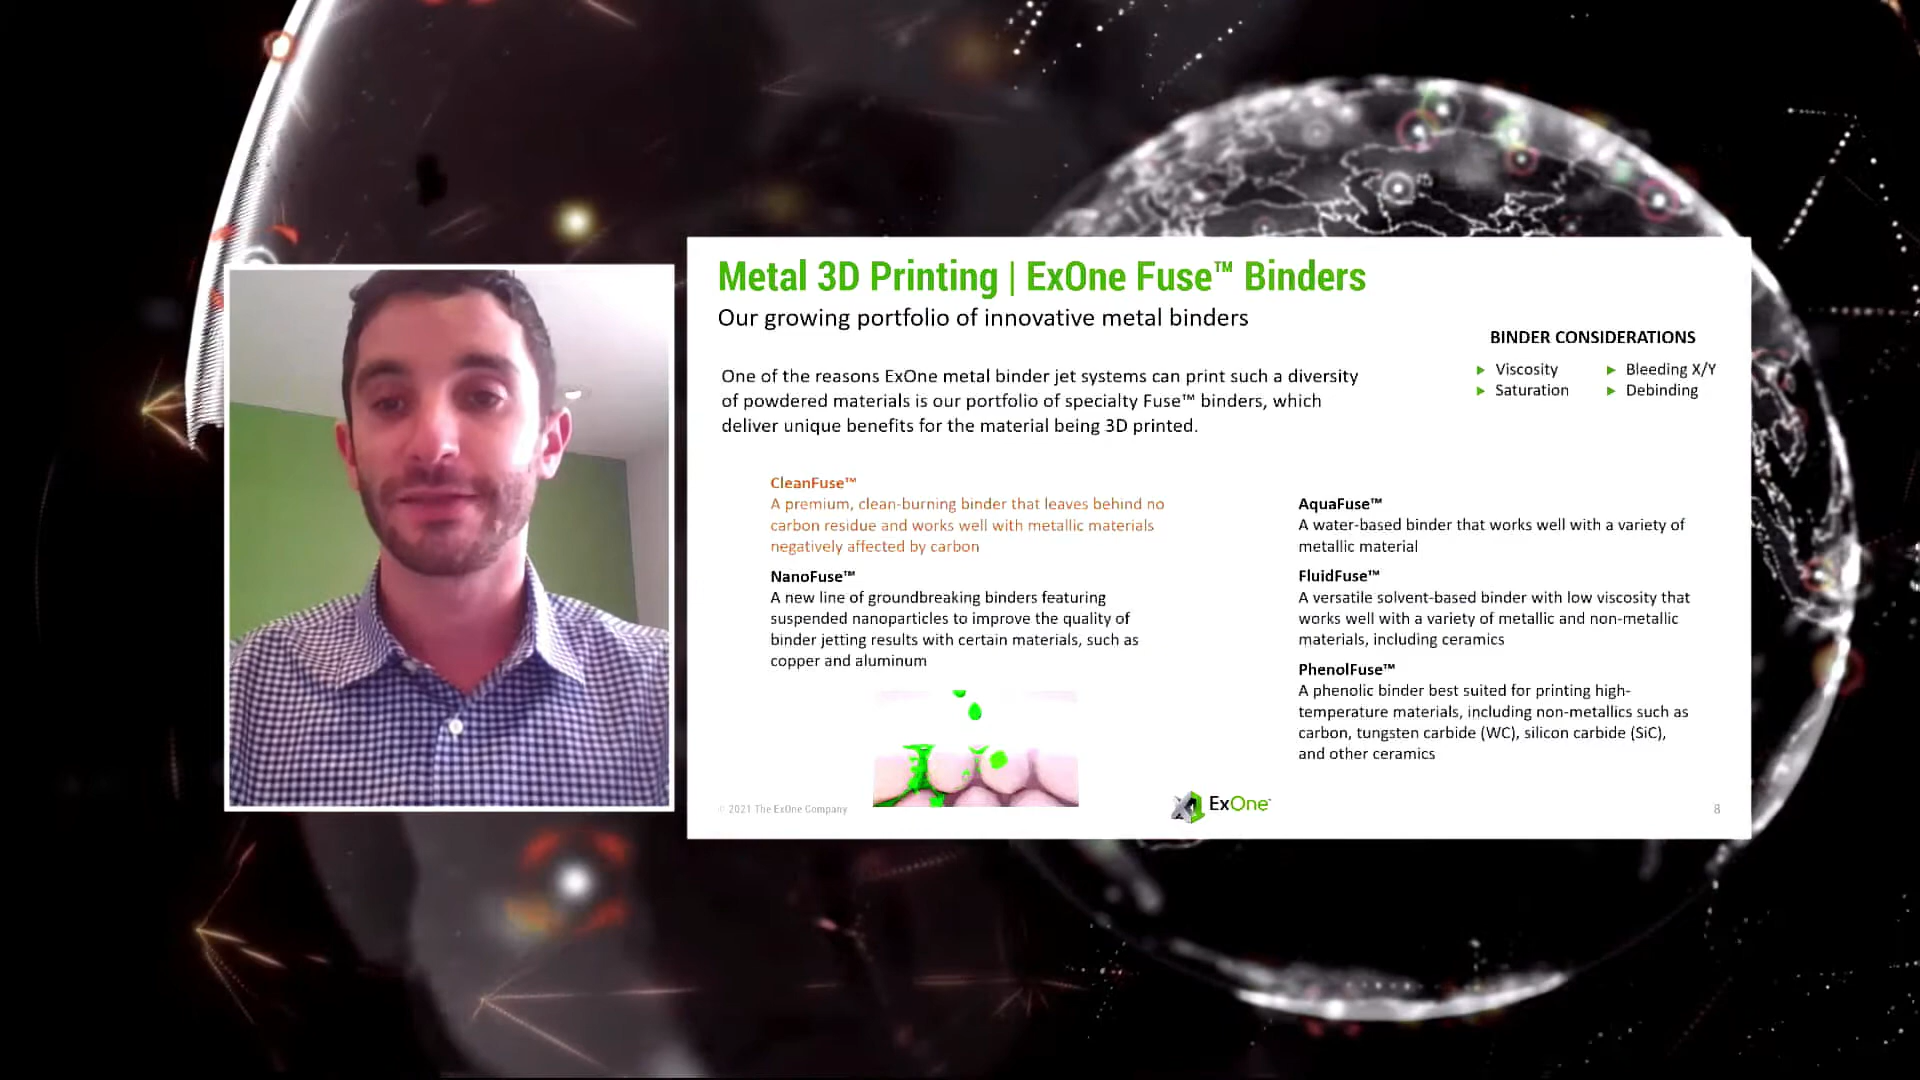 Metal 3D Printing | ExOne Fuse™ Binders
Our growing portfolio of innovative metal binders
BINDER CONSIDERATIONS
► Viscosity
► Saturation
► Bleeding X/Y
► Debinding
One of the reasons ExOne metal binder jet systems can print such a diversity
of powdered materials is our portfolio of specialty Fuse™ binders, which
deliver unique benefits for the material being 3D printed.
CleanFuse™
A premium, clean-burning binder that leaves behind no
carbon residue and works well with metallic materials
negatively affected by carbon
NanoFuse™
A new line of groundbreaking binders featuring
suspended nanoparticles to improve the quality of
binder jetting results with certain materials, such as
copper and aluminum
AquaFuse™
A water-based binder that works well with a variety of
metallic material
FluidFuse™
A versatile solvent-based binder with low viscosity that
works well with a variety of metallic and non-metallic
materials, including ceramics
PhenolFuse™
A phenolic binder best suited for printing high-
temperature materials, including non-metallics such as
carbon, tungsten carbide (WC), silicon carbide (SiC),
and other ceramics
© 2021 The ExOne Company
ExOne™
8